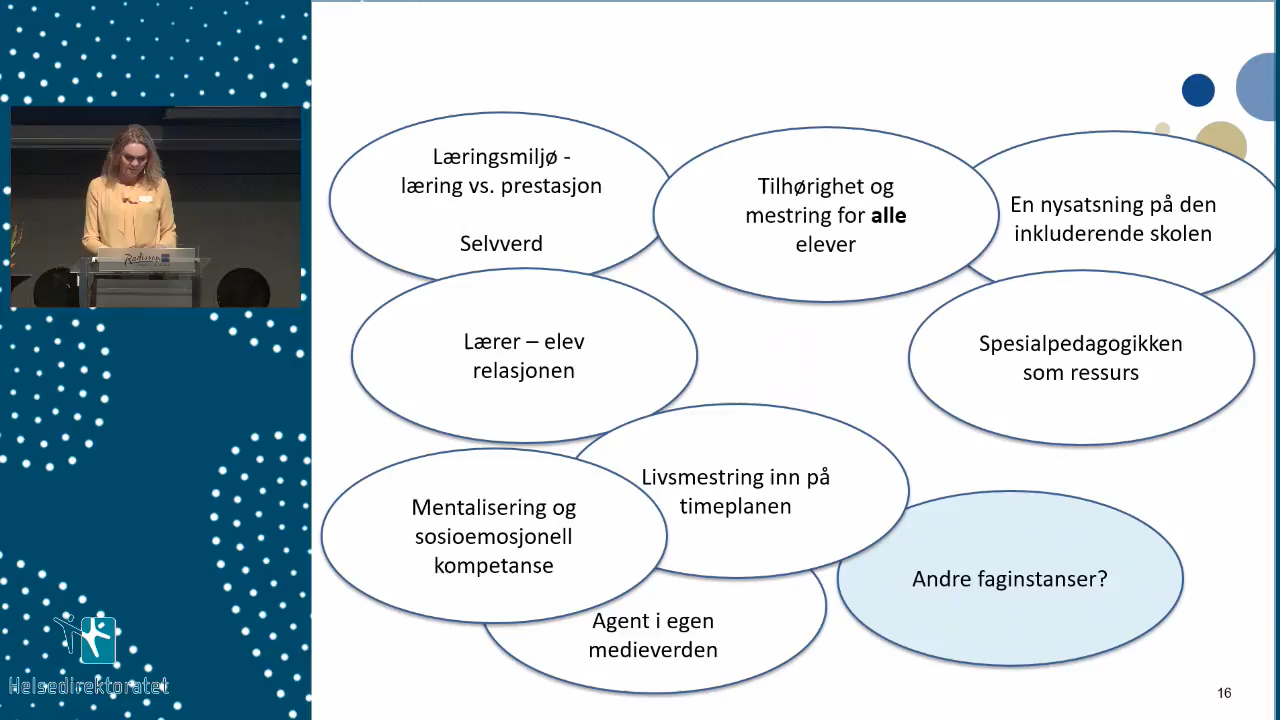 Læringsmiljø -
læring vs. prestasjon
Selvverd
Tilhørighet og
mestring for alle
elever
En nysatsning på den
inkluderende skolen
Lærer – elev
relasjonen
Spesialpedagogikken
som ressurs
Livsmestring inn på
timeplanen
Mentalisering og
sosioemosjonell
kompetanse
Andre faginstanser?
Agent i egen
medieverden
16
Radisson
Helsedirektoratet